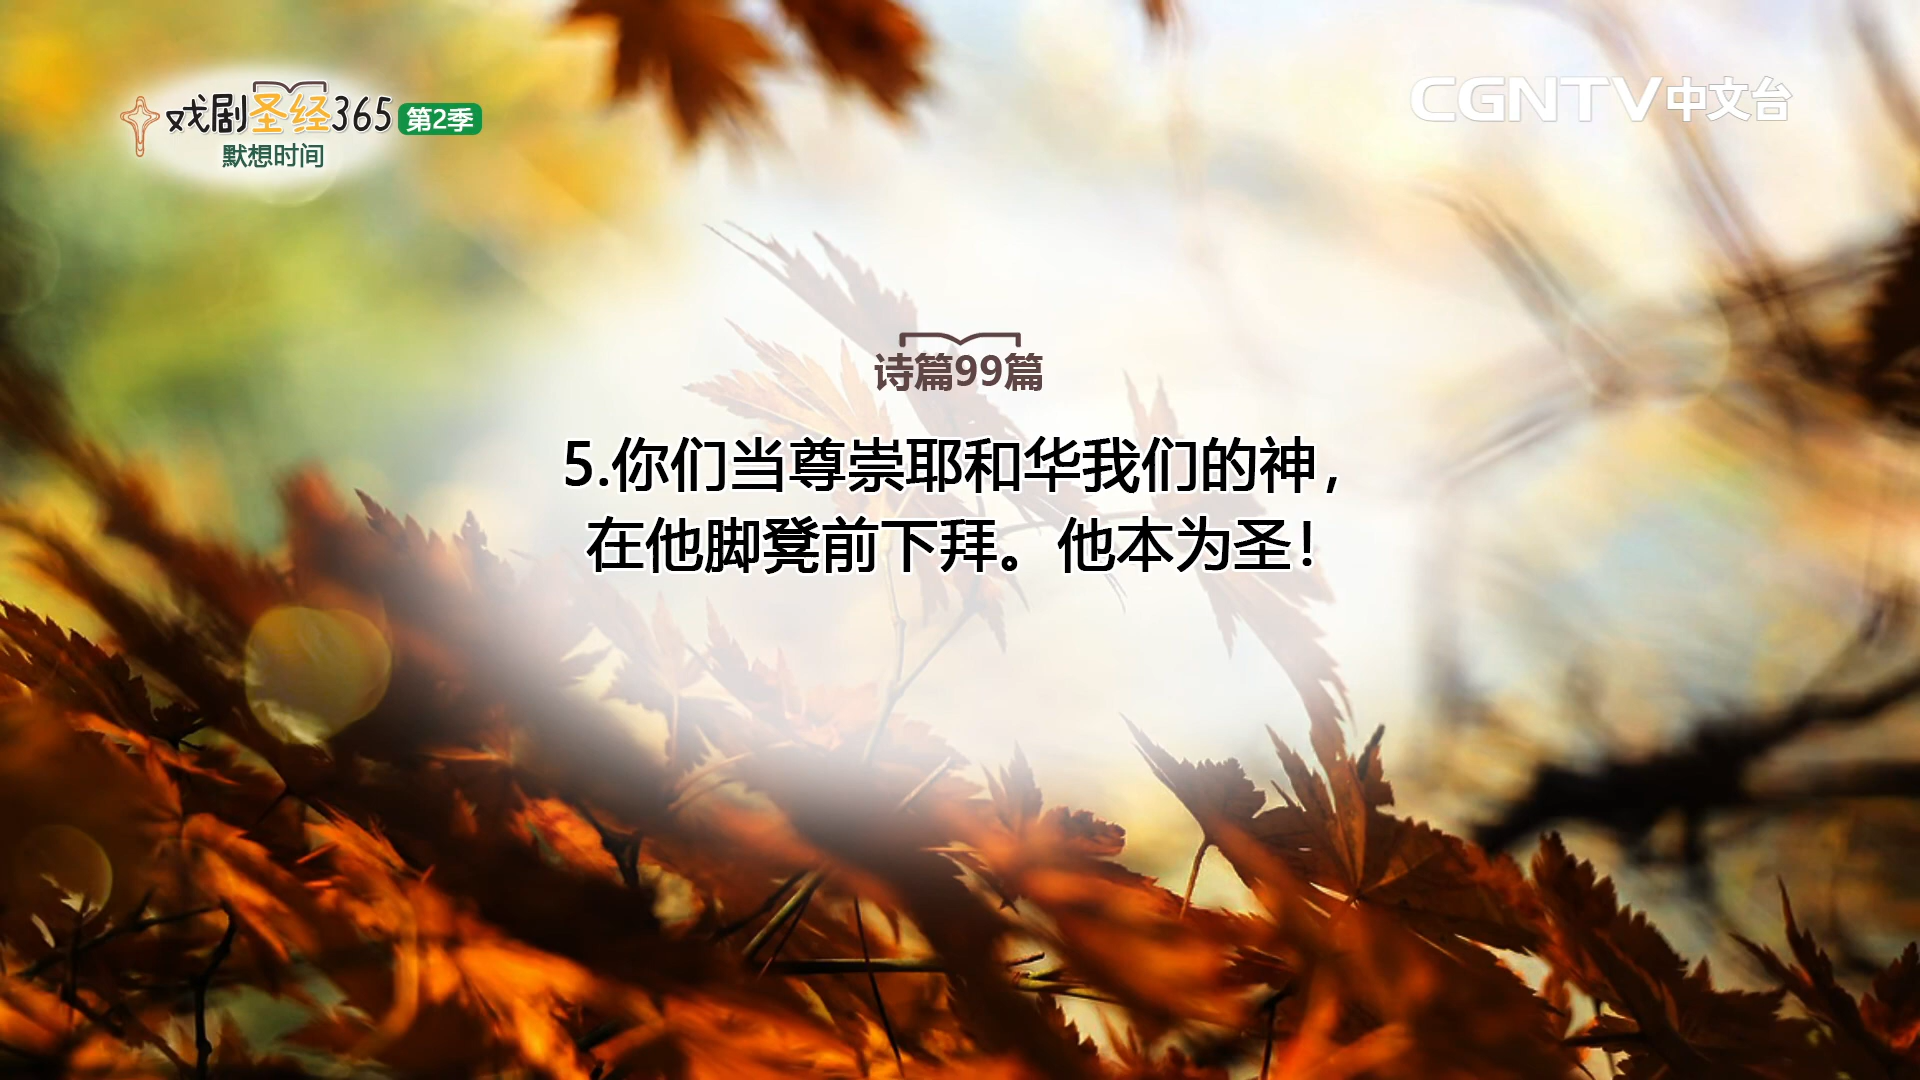 戏剧圣经365 第2季
默想时间
CGNTV中文台
诗篇99篇
5.你们当尊崇耶和华我们的神，
在他脚凳前下拜。他本为圣！